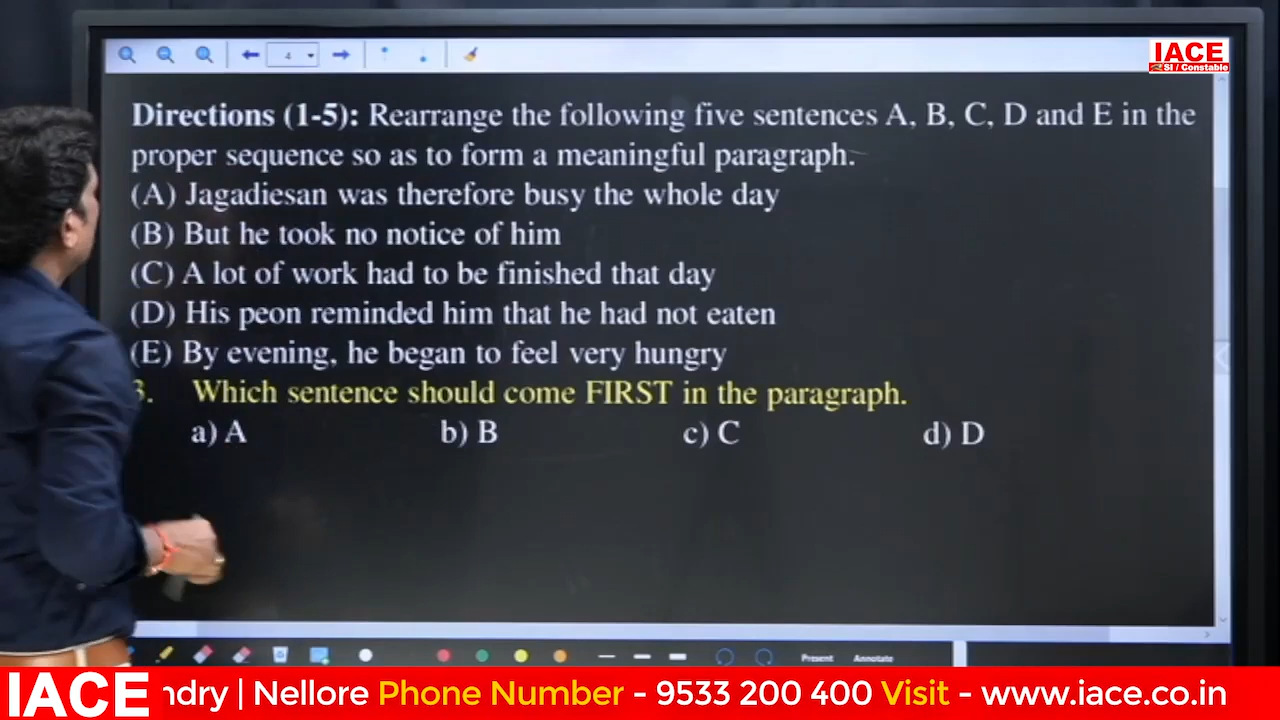 4
IACE
SI / Constable
Directions (1-5): Rearrange the following five sentences A, B, C, D and E in the
proper sequence so as to form a meaningful paragraph.
(A) Jagadiesan was therefore busy the whole day
(B) But he took no notice of him
(C) A lot of work had to be finished that day
(D) His peon reminded him that he had not eaten
(E) By evening, he began to feel very hungry
3. Which sentence should come FIRST in the paragraph.
a) A b) B c) C d) D
Present Annotate
IACE ndry | Nellore Phone Number - 9533 200 400 Visit - www.iace.co.in